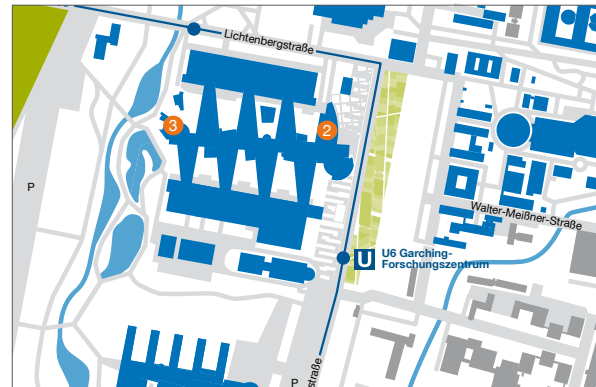 Lichtenbergstraße
3
2
P
Walter-Meißner-Straße
U
U6 Garching-
Forschungszentrum
P
straße